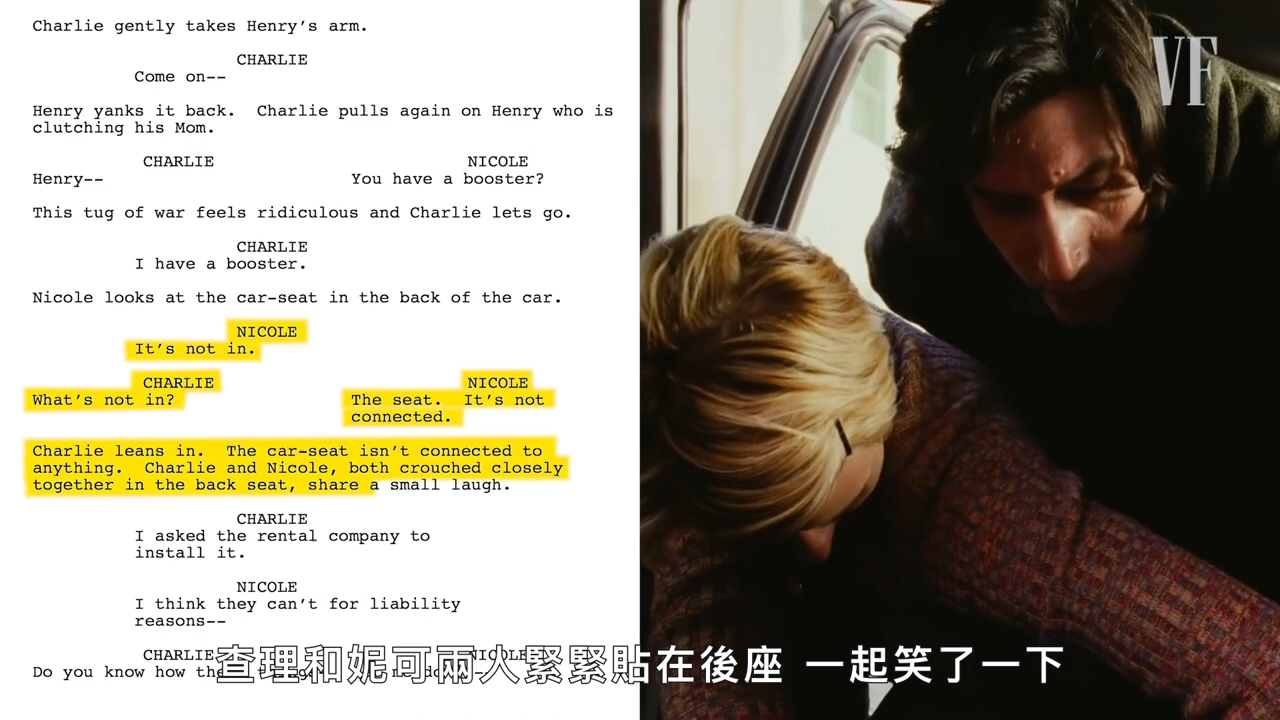 Charlie gently takes Henry's arm.
CHARLIE
Come on--
Henry yanks it back.  Charlie pulls again on Henry who is
clutching his Mom.
CHARLIE NICOLE
Henry-- You have a booster?
This tug of war feels ridiculous and Charlie lets go.
CHARLIE
I have a booster.
Nicole looks at the car-seat in the back of the car.
NICOLE
It's not in.
CHARLIE NICOLE
What's not in? The seat.  It's not
connected.
Charlie leans in.  The car-seat isn't connected to
anything.  Charlie and Nicole, both crouched closely
together in the back seat, share a small laugh.
CHARLIE
I asked the rental company to
install it.
NICOLE
I think they can't for liability
reasons--
CHARLIE NICOLE
Do you know how
查理和妮可兩人緊緊貼在後座 一起笑了一下
VF